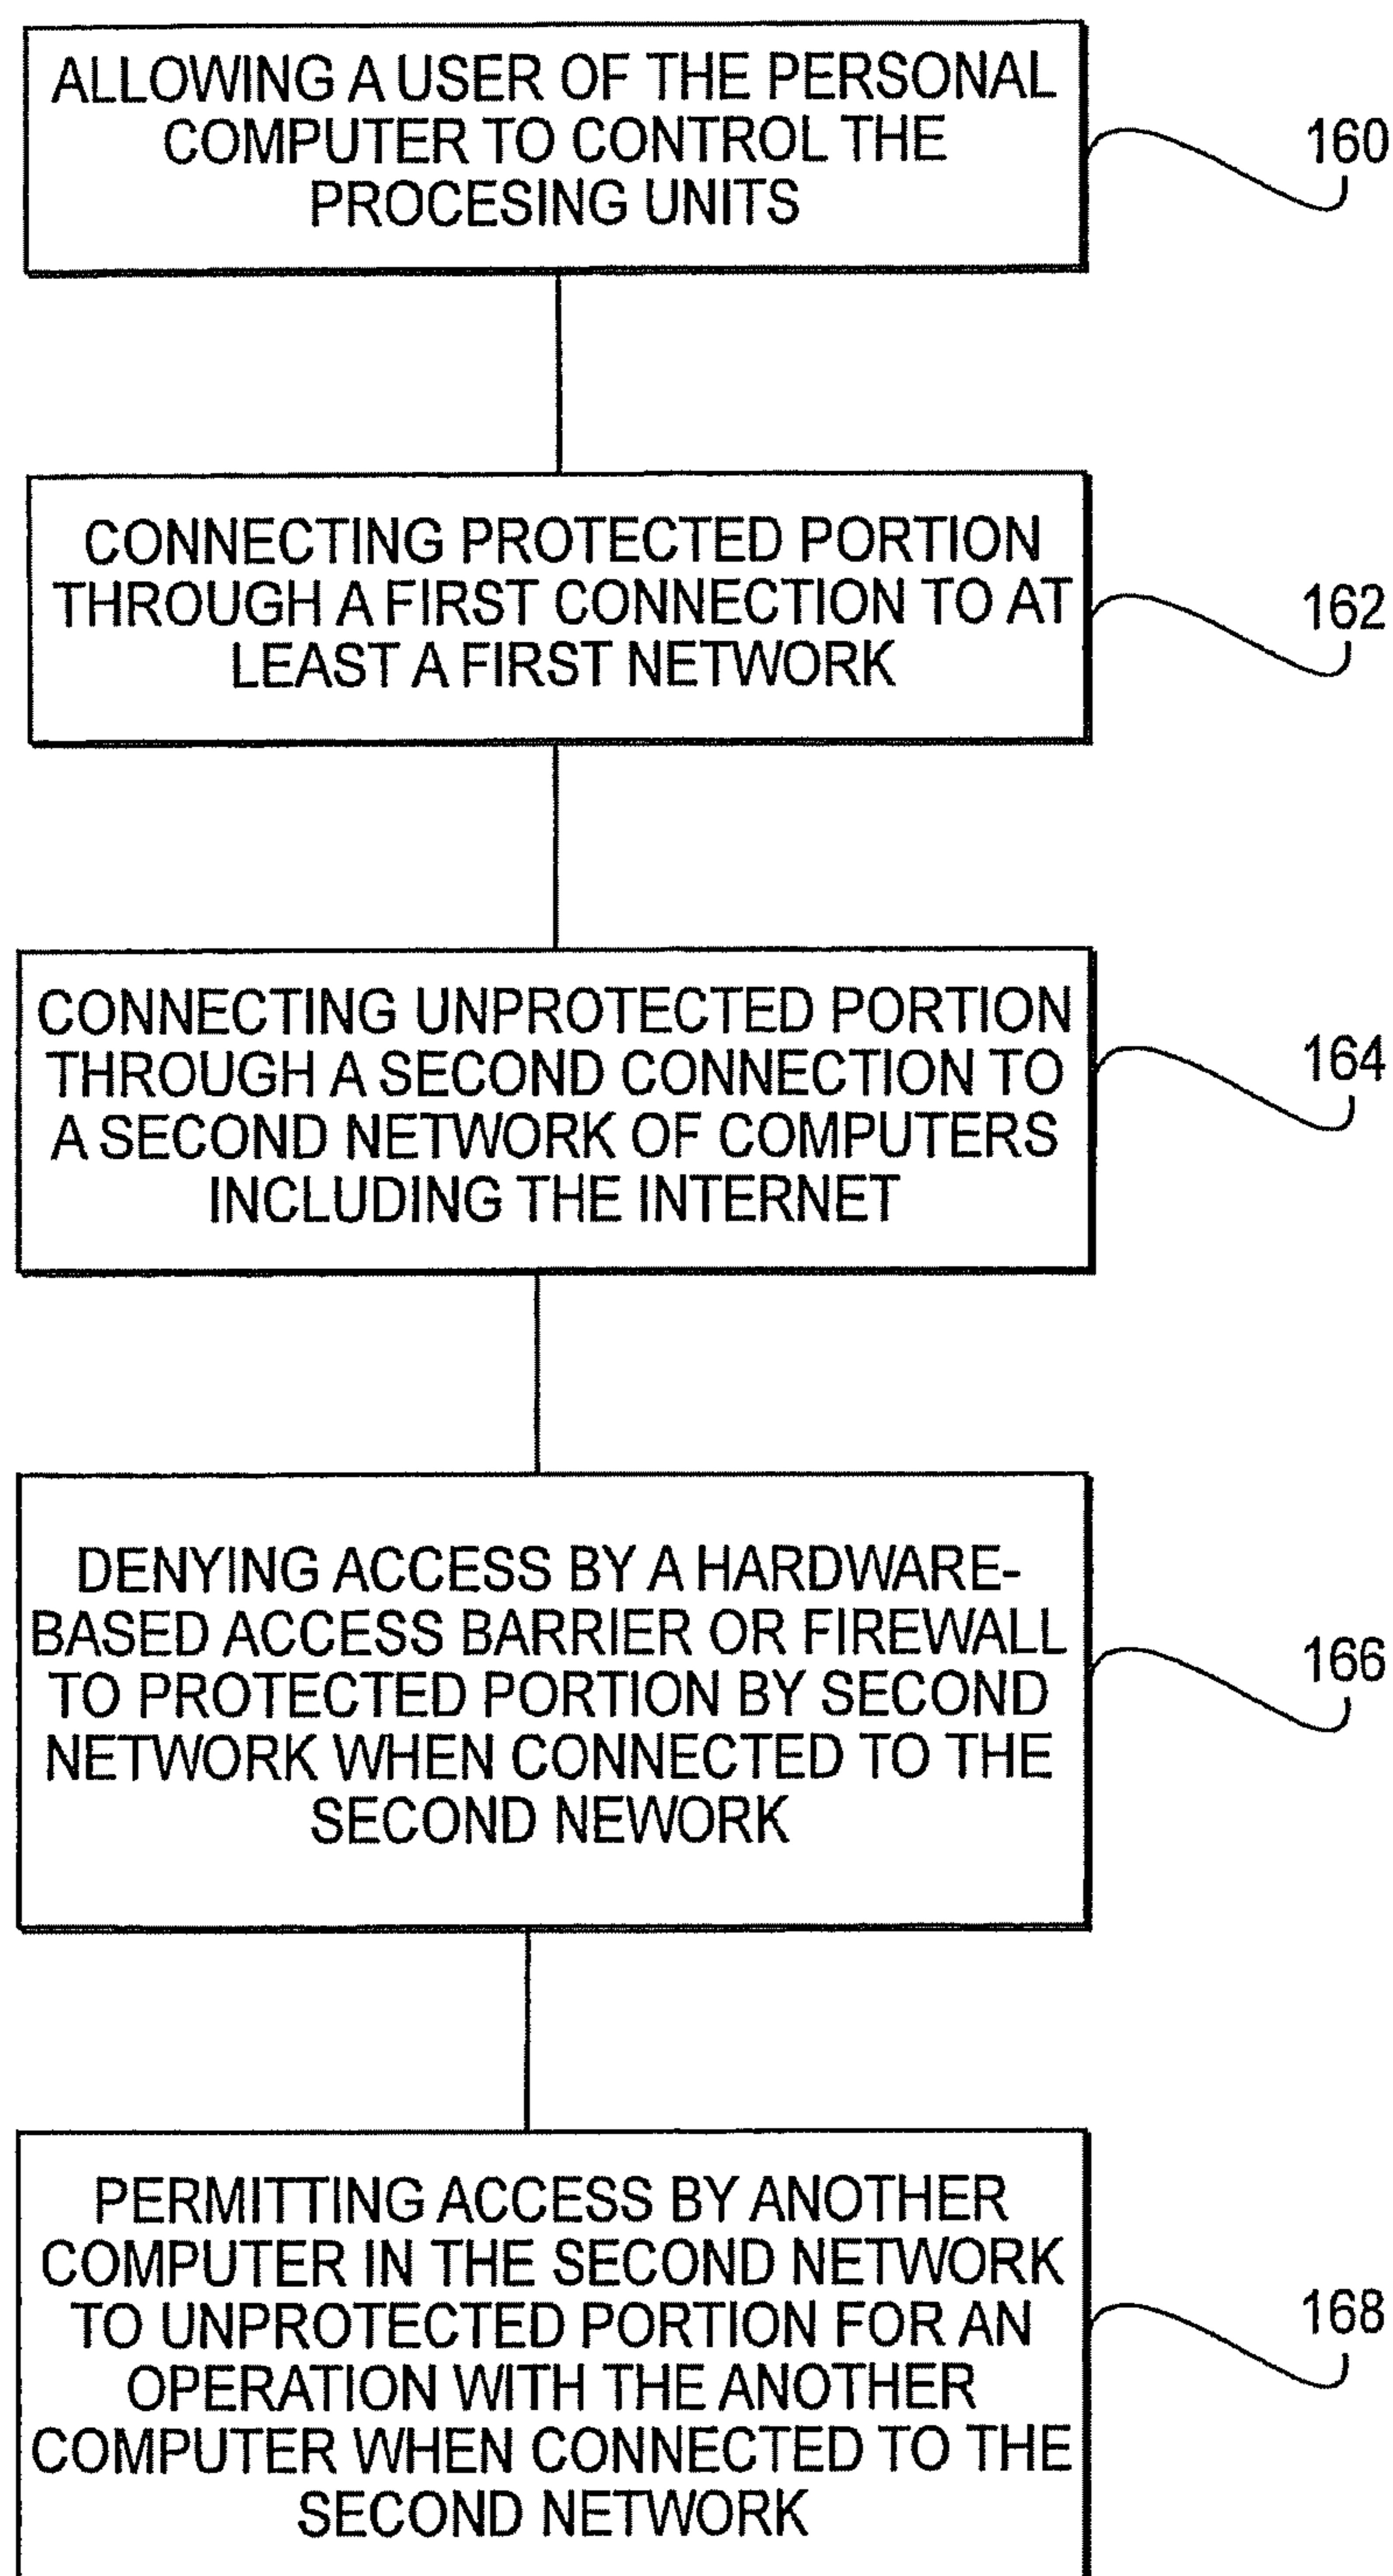 ALLOWING A USER OF THE PERSONAL
COMPUTER TO CONTROL THE
PROCESING UNITS
160
CONNECTING PROTECTED PORTION
THROUGH A FIRST CONNECTION TO AT
LEAST A FIRST NETWORK
162
CONNECTING UNPROTECTED PORTION
THROUGH A SECOND CONNECTION TO
A SECOND NETWORK OF COMPUTERS
INCLUDING THE INTERNET
164
DENYING ACCESS BY A HARDWARE-
BASED ACCESS BARRIER OR FIREWALL
TO PROTECTED PORTION BY SECOND
NETWORK WHEN CONNECTED TO THE
SECOND NEWORK
166
PERMITTING ACCESS BY ANOTHER
COMPUTER IN THE SECOND NETWORK
TO UNPROTECTED PORTION FOR AN
OPERATION WITH THE ANOTHER
COMPUTER WHEN CONNECTED TO THE
SECOND NETWORK
168